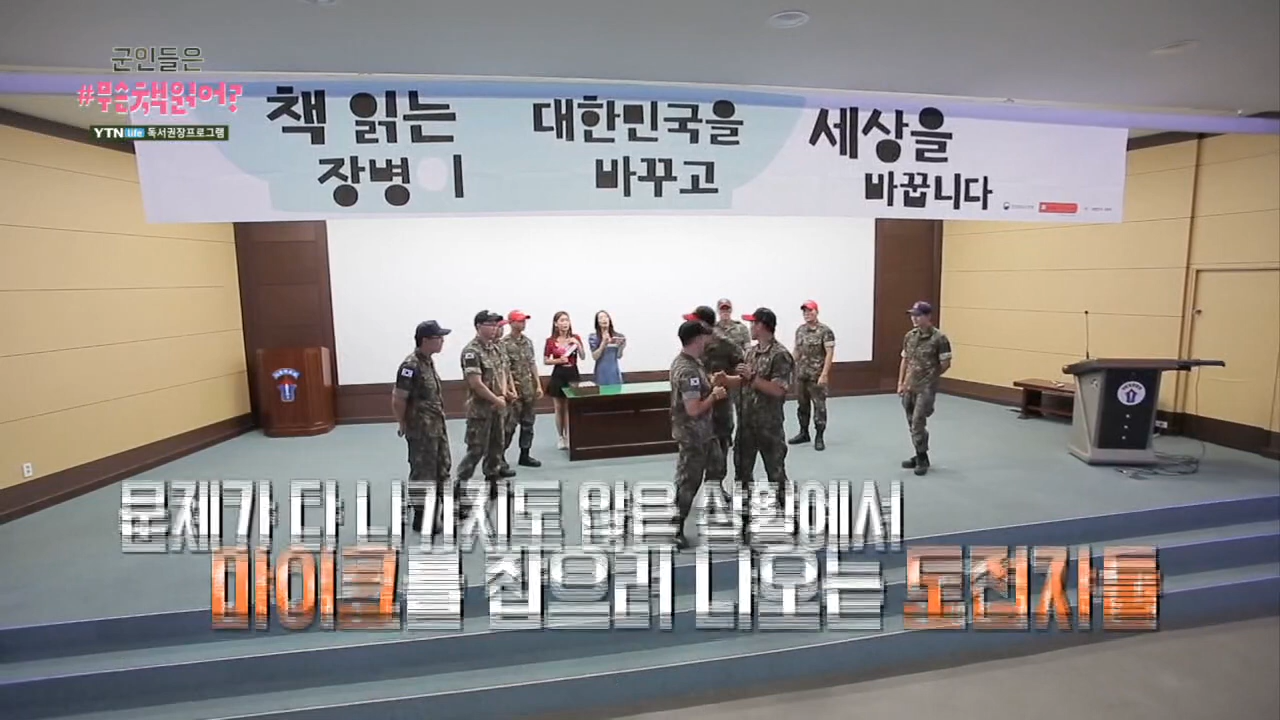 군인들은
#무슨책읽어?
YTN life 독서권장프로그램
책 읽는 대한민국을 세상을
장병이 바꾸고 바꿉니다
문제가 다 나가지도 않은 상황에서
마이크를 잡으러 나오는 도전자들